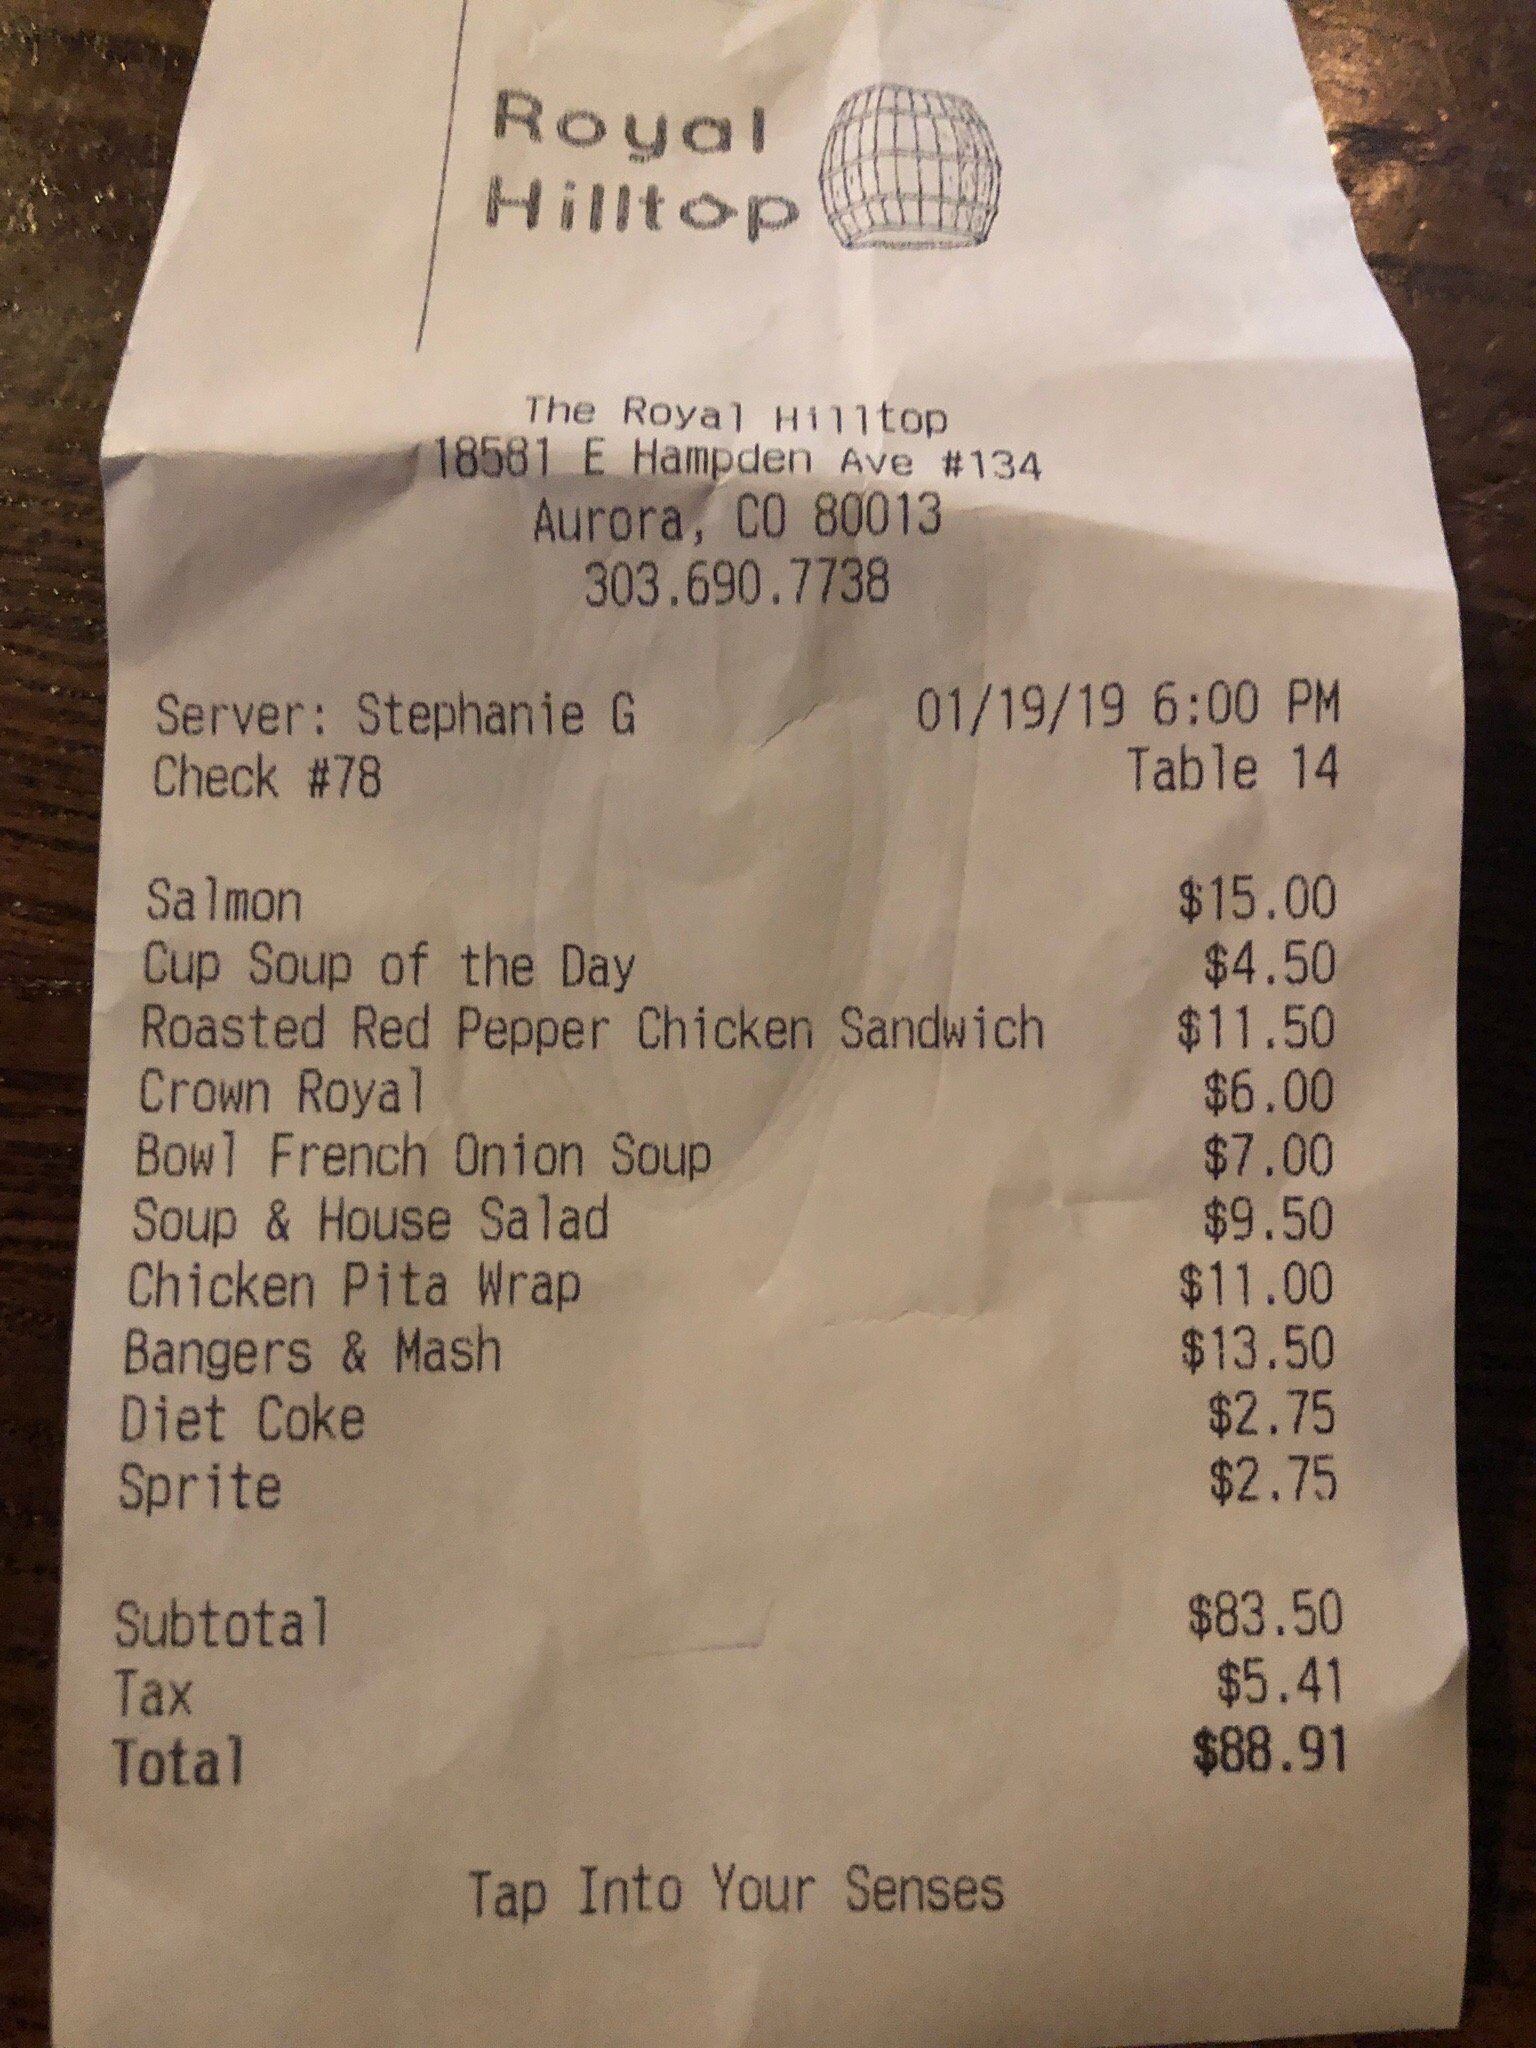 Royal
Hilltop
The Royal Hilltop
18581 E Hampden Ave #134
Aurora, CO 80013
303.690.7738
Server: Stephanie G 01/19/19 6:00 PM
Check #78 Table 14
Salmon $15.00
Cup Soup of the Day $4.50
Roasted Red Pepper Chicken Sandwich $11.50
Crown Royal $6.00
Bowl French Onion Soup $7.00
Soup & House Salad $9.50
Chicken Pita Wrap $11.00
Bangers & Mash $13.50
Diet Coke $2.75
Sprite $2.75
Subtotal $83.50
Tax $5.41
Total $88.91
Tap Into Your Senses